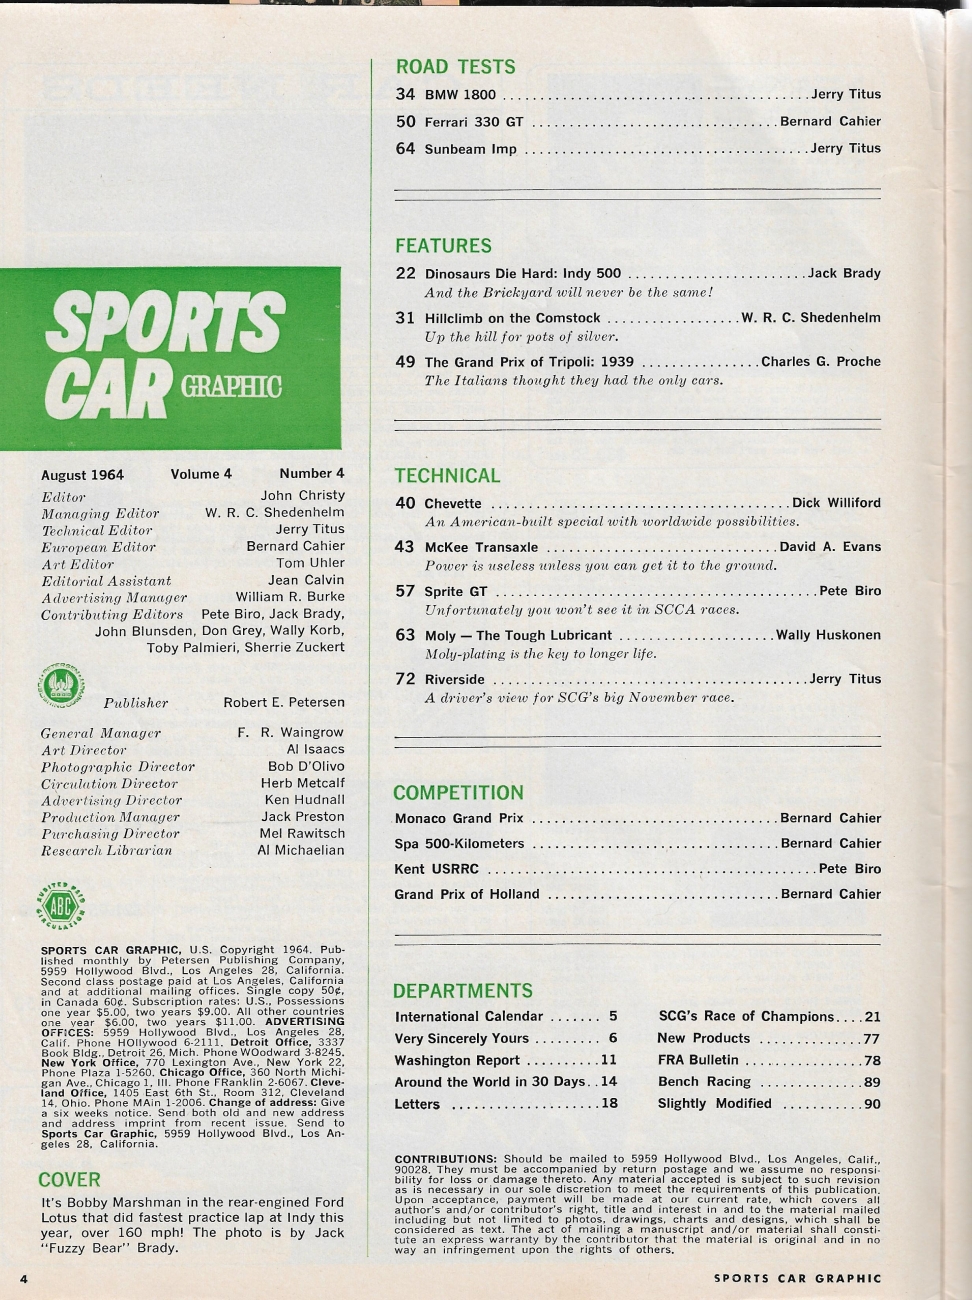 SPORTS
CAR GRAPHIC
August 1964 Volume 4 Number 4
Editor John Christy
Managing Editor W. R. C. Shedenhelm
Technical Editor Jerry Titus
European Editor Bernard Cahier
Art Editor Tom Uhler
Editorial Assistant Jean Calvin
Advertising Manager William R. Burke
Contributing Editors Pete Biro, Jack Brady,
John Blunsden, Don Grey, Wally Korb,
Toby Palmieri, Sherrie Zuckert
Publisher Robert E. Petersen
General Manager F. R. Waingrow
Art Director Al Isaacs
Photographic Director Bob D'Olivo
Circulation Director Herb Metcalf
Advertising Director Ken Hudnall
Production Manager Jack Preston
Purchasing Director Mel Rawitsch
Research Librarian Al Michaelian
AUDITED PAID
ABC
CIRCULATION
SPORTS CAR GRAPHIC, U.S. Copyright 1964. Pub-
lished monthly by Petersen Publishing Company,
5959 Hollywood Blvd., Los Angeles 28, California.
Second class postage paid at Los Angeles, California
and at additional mailing offices. Single copy 50¢,
in Canada 60¢. Subscription rates: U.S., Possessions
one year $5.00, two years $9.00. All other countries
one year $6.00, two years $11.00. ADVERTISING
OFFICES: 5959 Hollywood Blvd., Los Angeles 28,
Calif. Phone HOllywood 6-2111. Detroit Office, 3337
Book Bldg., Detroit 26, Mich. Phone WOodward 3-8245.
New York Office, 770 Lexington Ave., New York 22,
Phone Plaza 1-5260. Chicago Office, 360 North Michi-
gan Ave., Chicago 1, Ill. Phone FRanklin 2-6067. Cleve-
land Office, 1405 East 6th St., Room 312, Cleveland
14, Ohio. Phone MAin 1-2006. Change of address: Give
a six weeks notice. Send both old and new address
and address imprint from recent issue. Send to
Sports Car Graphic, 5959 Hollywood Blvd., Los An-
geles 28, California.
COVER
It's Bobby Marshman in the rear-engined Ford
Lotus that did fastest practice lap at Indy this
year, over 160 mph! The photo is by Jack
"Fuzzy Bear" Brady.
ROAD TESTS
34 BMW 1800 ........ Jerry Titus
50 Ferrari 330 GT ........ Bernard Cahier
64 Sunbeam Imp ........ Jerry Titus
FEATURES
22 Dinosaurs Die Hard: Indy 500 ........ Jack Brady
And the Brickyard will never be the same!
31 Hillclimb on the Comstock ........ W. R. C. Shedenhelm
Up the hill for pots of silver.
49 The Grand Prix of Tripoli: 1939 ........ Charles G. Proche
The Italians thought they had the only cars.
TECHNICAL
40 Chevette ........ Dick Williford
An American-built special with worldwide possibilities.
43 McKee Transaxle ........ David A. Evans
Power is useless unless you can get it to the ground.
57 Sprite GT ........ Pete Biro
Unfortunately you won't see it in SCCA races.
63 Moly — The Tough Lubricant ........ Wally Huskonen
Moly-plating is the key to longer life.
72 Riverside ........ Jerry Titus
A driver's view for SCG's big November race.
COMPETITION
Monaco Grand Prix ........ Bernard Cahier
Spa 500-Kilometers ........ Bernard Cahier
Kent USRRC ........ Pete Biro
Grand Prix of Holland ........ Bernard Cahier
DEPARTMENTS
International Calendar ....... 5
Very Sincerely Yours ........ 6
Washington Report .........11
Around the World in 30 Days..14
Letters ..................18
SCG's Race of Champions....21
New Products ............77
FRA Bulletin .............78
Bench Racing ............89
Slightly Modified ..........90
CONTRIBUTIONS: Should be mailed to 5959 Hollywood Blvd., Los Angeles, Calif.,
90028. They must be accompanied by return postage and we assume no responsi-
bility for loss or damage thereto. Any material accepted is subject to such revision
as is necessary in our sole discretion to meet the requirements of this publication.
Upon acceptance, payment will be made at our current rate, which covers all
author's and/or contributor's right, title and interest in and to the material mailed
including but not limited to photos, drawings, charts and designs, which shall be
considered as text. The act of mailing a manuscript and/or material shall consti-
tute an express warranty by the contributor that the material is original and in no
way an infringement upon the rights of others.
4 SPORTS CAR GRAPHIC